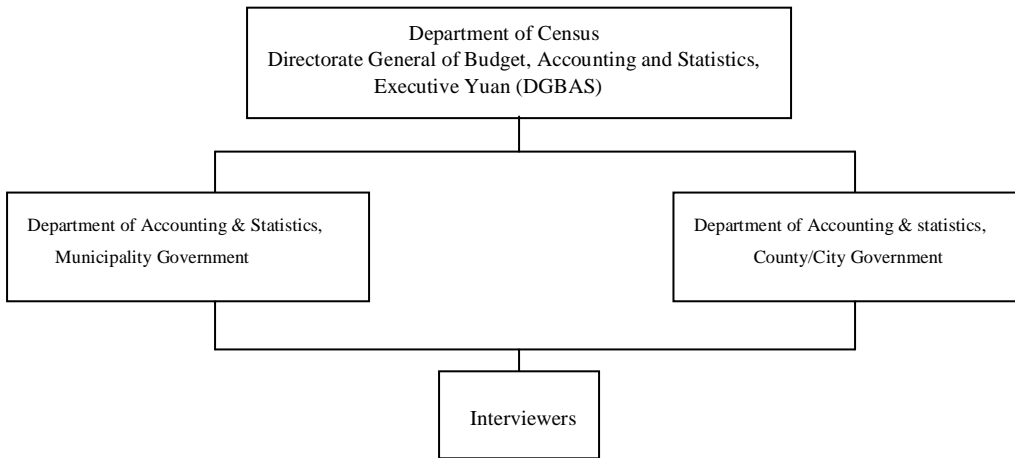 Department of Census
Directorate General of Budget, Accounting and Statistics,
Executive Yuan (DGBAS)
Department of Accounting & Statistics,
Municipality Government
Department of Accounting & statistics,
County/City Government
Interviewers